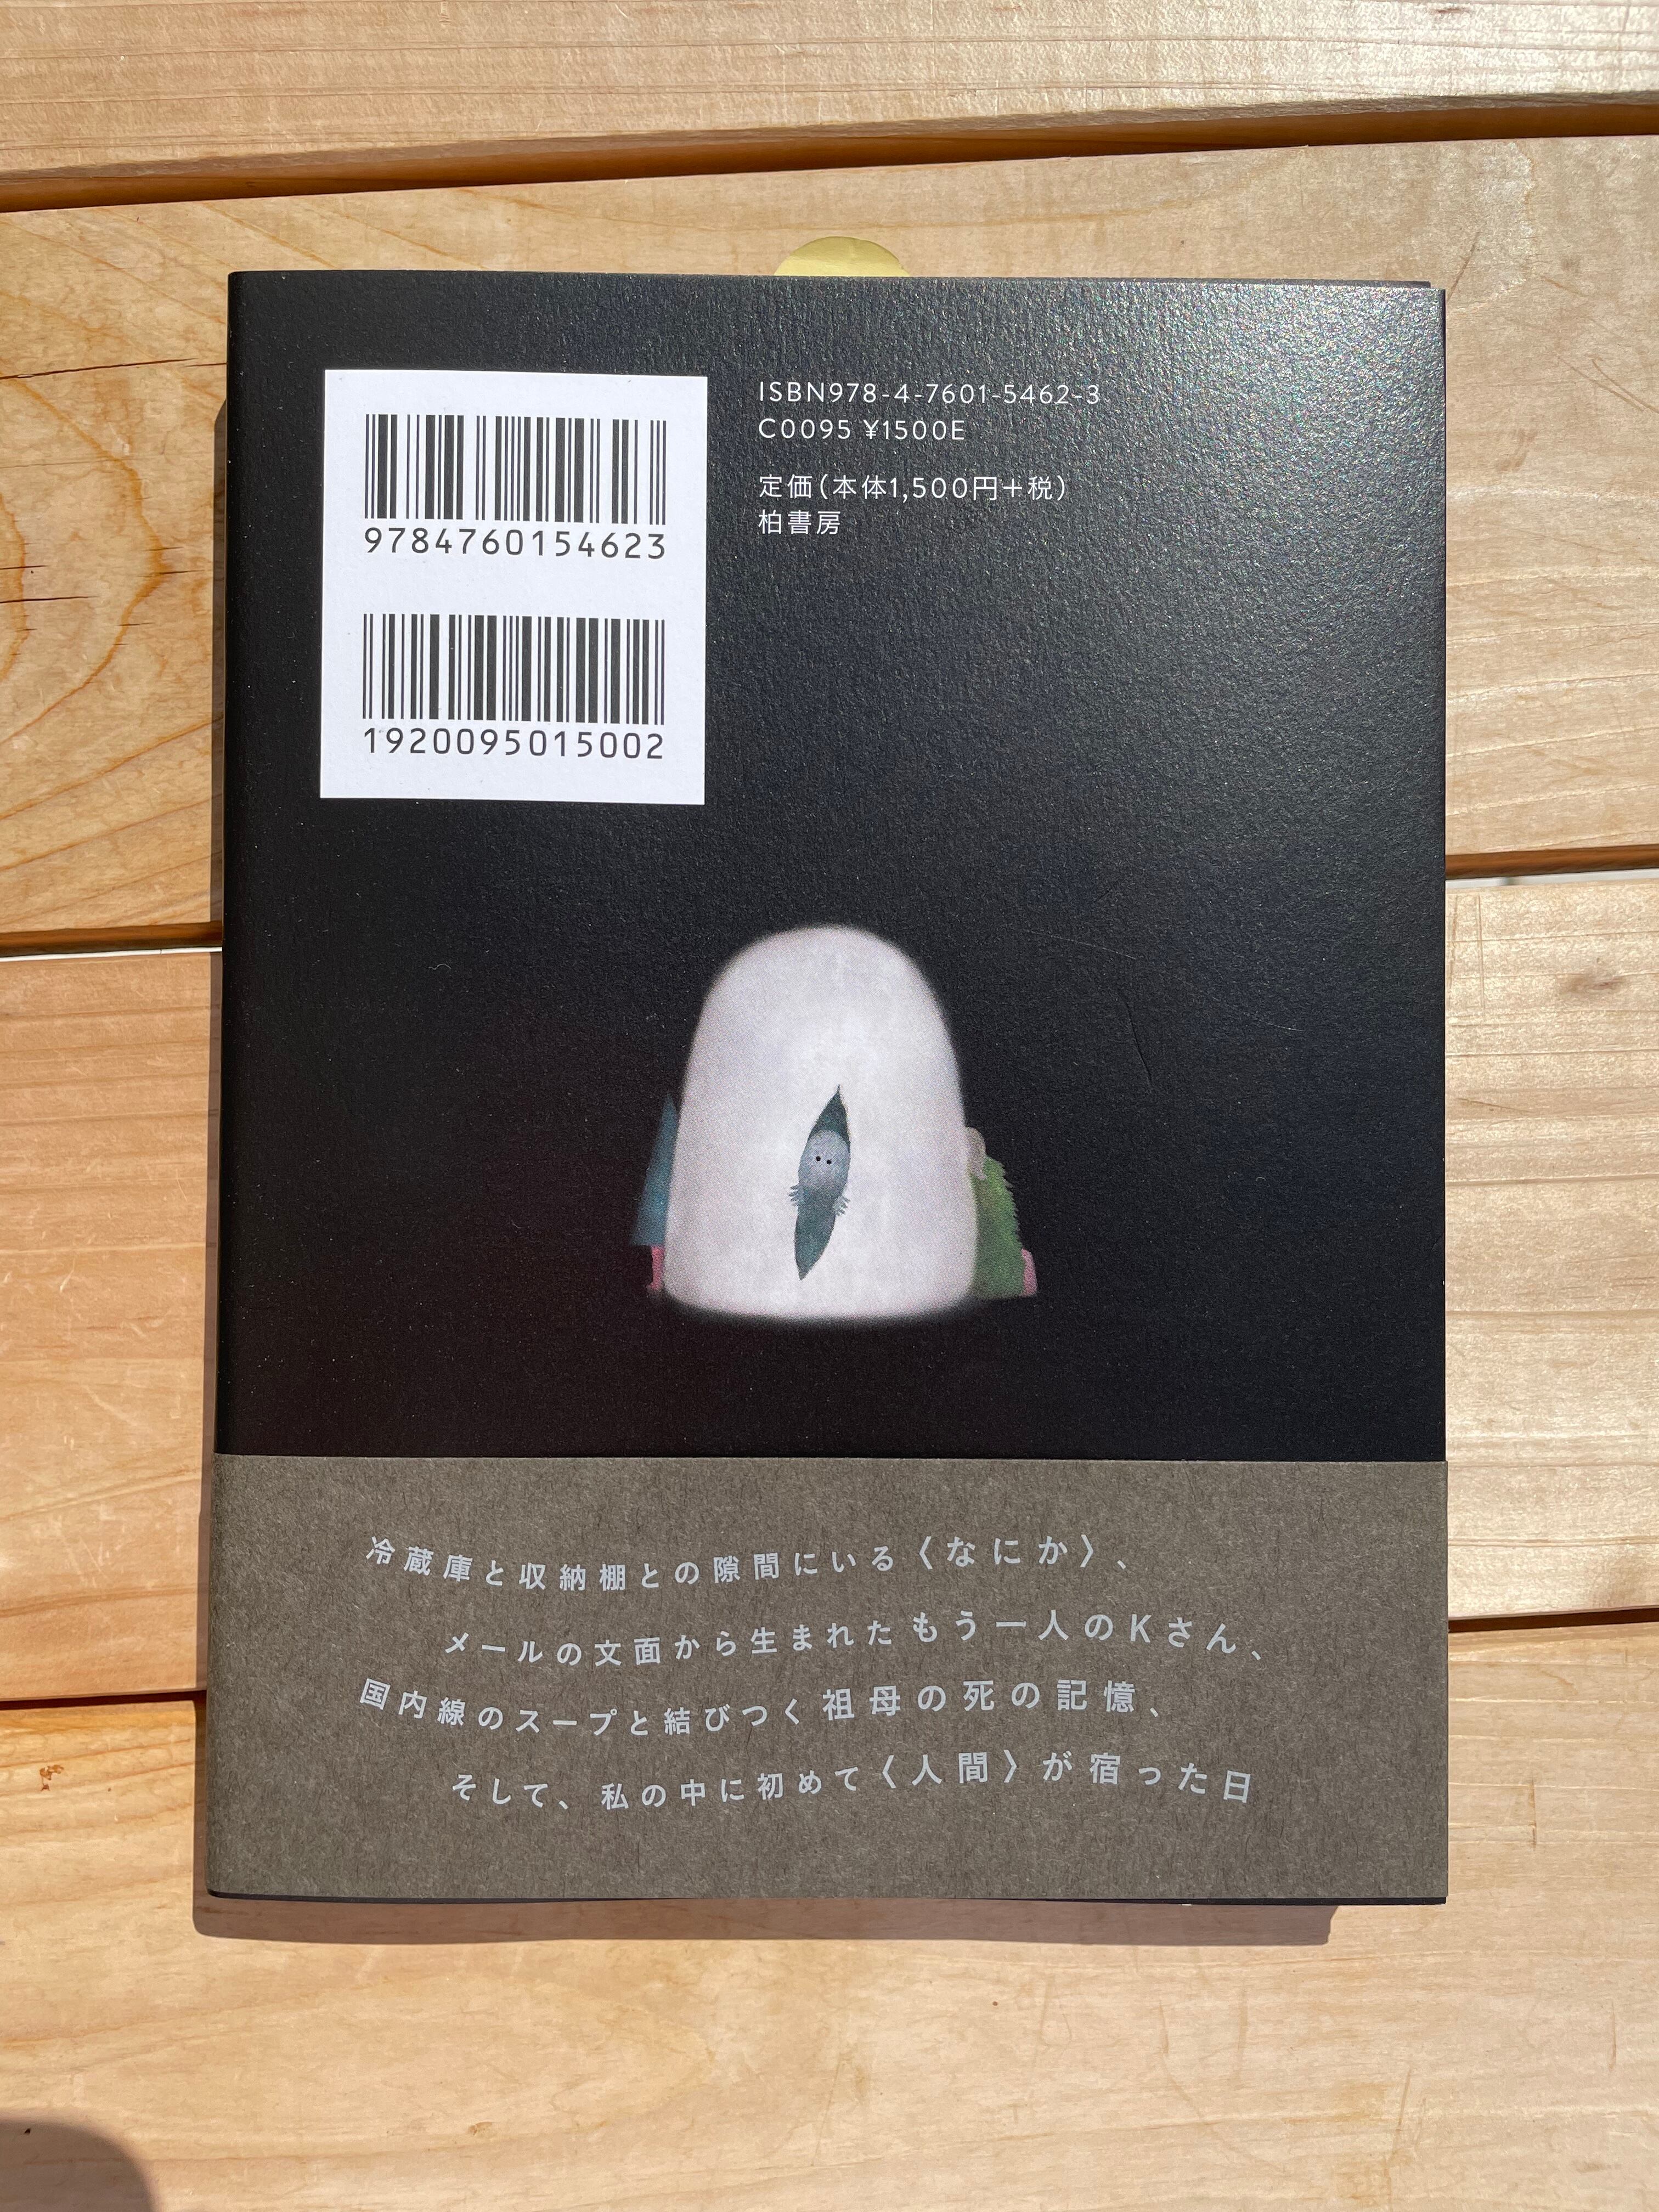 9784760154623
1920095015002
ISBN978-4-7601-5462-3
C0095 ¥1500E
定価（本体1,500円＋税）
柏書房
冷蔵庫と収納棚との隙間にいる〈なにか〉、
メールの文面から生まれたもう一人のKさん、
国内線のスープと結びつく祖母の死の記憶、
そして、私の中に初めて〈人間〉が宿った日